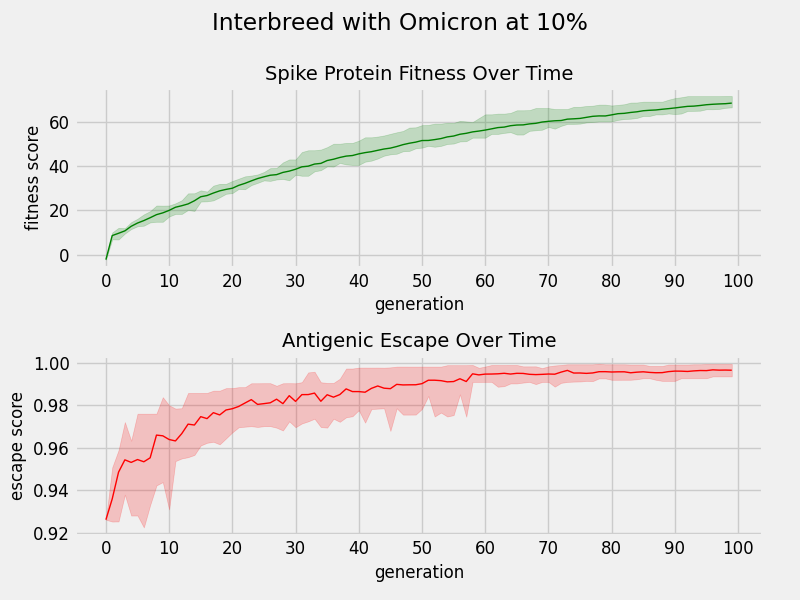 Interbreed with Omicron at 10%
Spike Protein Fitness Over Time
fitness score
60
40
20
0
0 10 20 30 40 50 60 70 80 90 100
generation
Antigenic Escape Over Time
escape score
1.00
0.98
0.96
0.94
0.92
0 10 20 30 40 50 60 70 80 90 100
generation